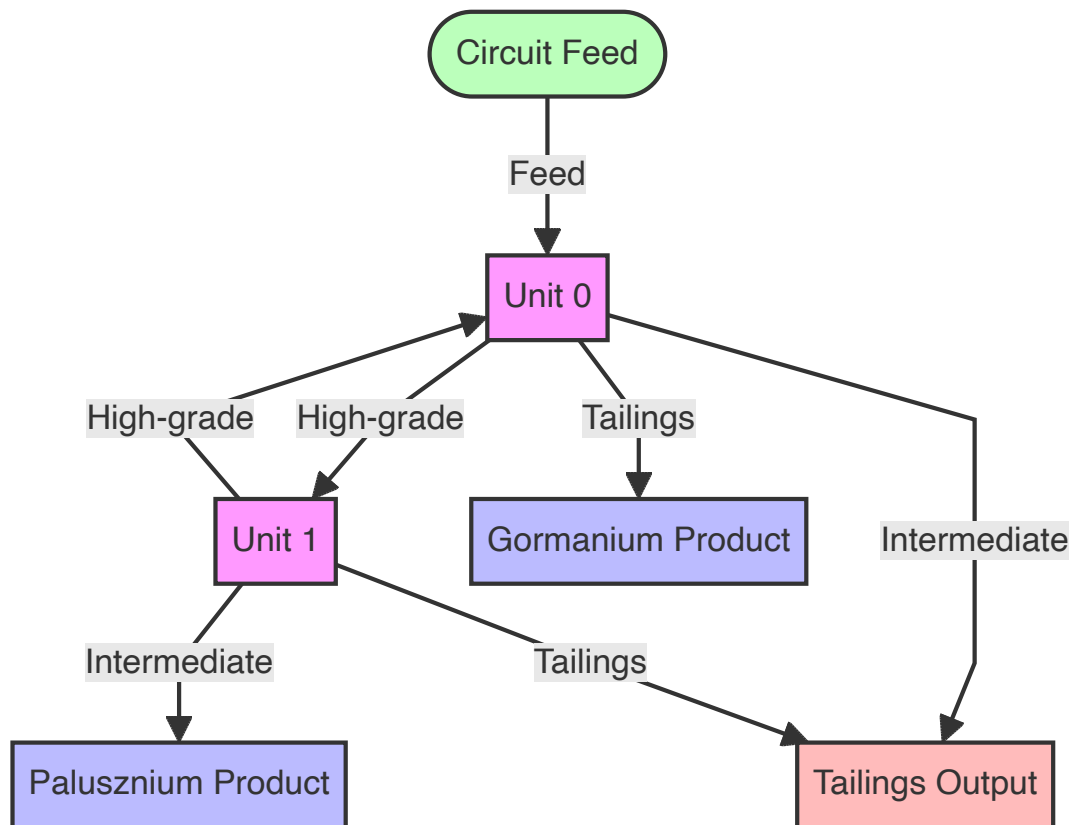 Circuit Feed
Feed
Unit 0
High-grade
High-grade
Tailings
Unit 1
Gormanium Product
Intermediate
Intermediate
Tailings
Palusznium Product
Tailings Output